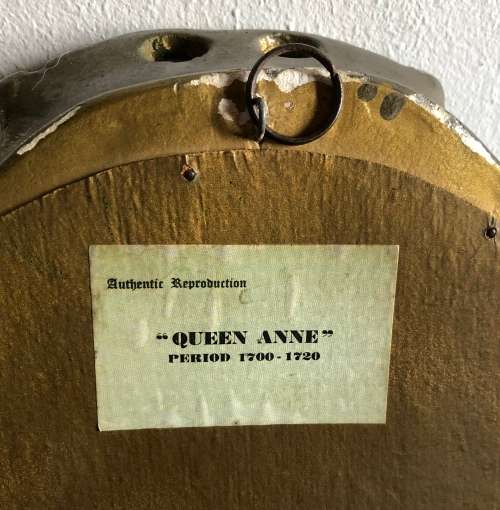 Authentic Reproduction
"QUEEN ANNE"
PERIOD 1700-1720